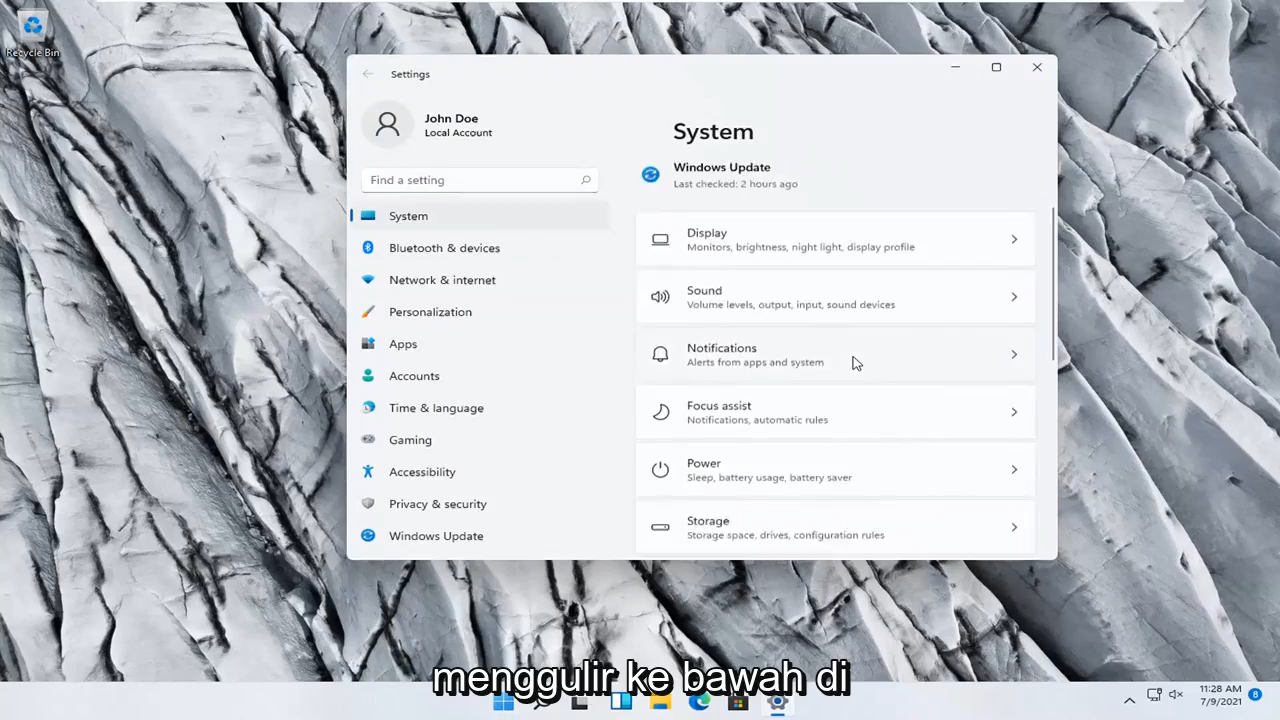 Recycle Bin
Settings
John Doe
Local Account
Find a setting
System
Bluetooth & devices
Network & internet
Personalization
Apps
Accounts
Time & language
Gaming
Accessibility
Privacy & security
Windows Update
System
Windows Update
Last checked: 2 hours ago
Display
Monitors, brightness, night light, display profile
Sound
Volume levels, output, input, sound devices
Notifications
Alerts from apps and system
Focus assist
Notifications, automatic rules
Power
Sleep, battery usage, battery saver
Storage
Storage space, drives, configuration rules
menggulir ke bawah di
11:28 AM
7/9/2021
8